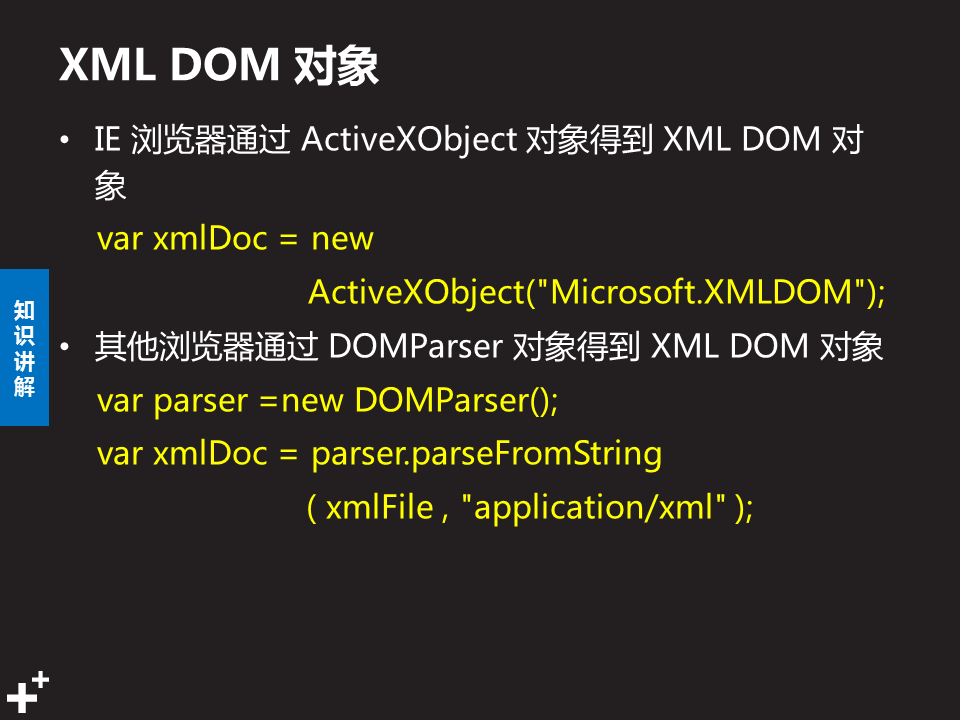 XML DOM 对象
• IE 浏览器通过 ActiveXObject 对象得到 XML DOM 对
象
var xmlDoc = new
ActiveXObject("Microsoft.XMLDOM");
• 其他浏览器通过 DOMParser 对象得到 XML DOM 对象
var parser =new DOMParser();
var xmlDoc = parser.parseFromString
( xmlFile , "application/xml" );
知
识
讲
解